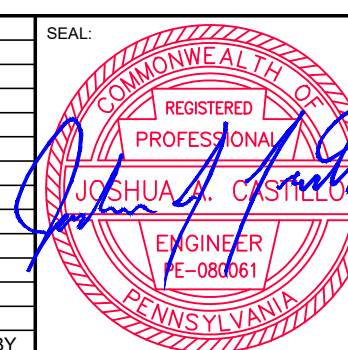 SEAL:
COMMONWEALTH OF
REGISTERED
PROFESSIONAL
JOSHUA A. CASTILLO
ENGINEER
PE-080061
PENNSYLVANIA
BY